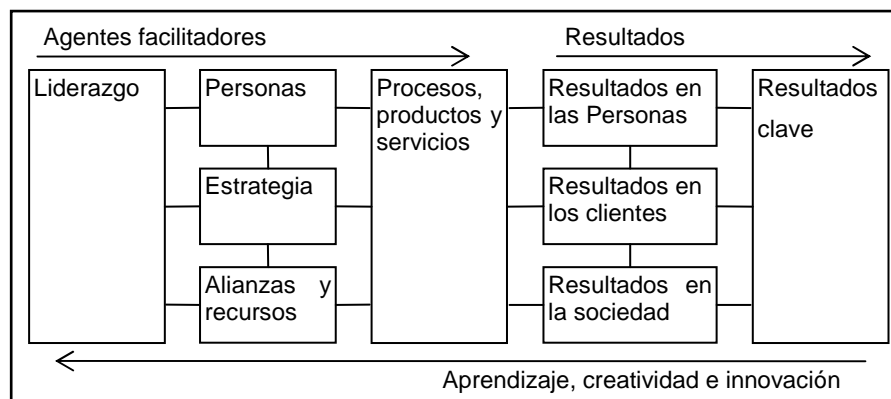 Agentes facilitadores
Resultados
Liderazgo
Personas
Procesos,
productos y
servicios
Resultados en
las Personas
Resultados
clave
Estrategia
Resultados en
los clientes
Alianzas y
recursos
Resultados en
la sociedad
Aprendizaje, creatividad e innovación